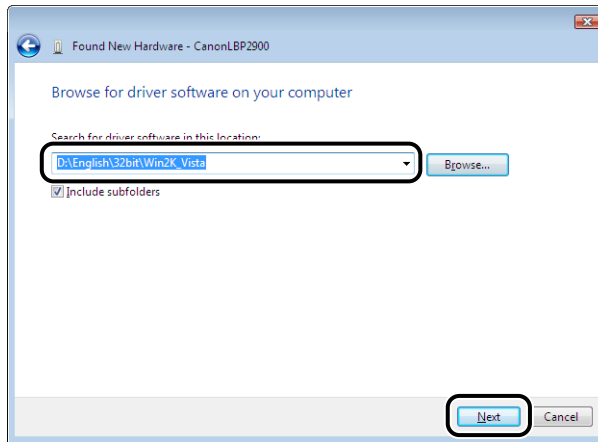 Found New Hardware - CanonLBP2900
Browse for driver software on your computer
Search for driver software in this location:
D:\English\32bit\Win2K_Vista
Browse...
Include subfolders
Next
Cancel